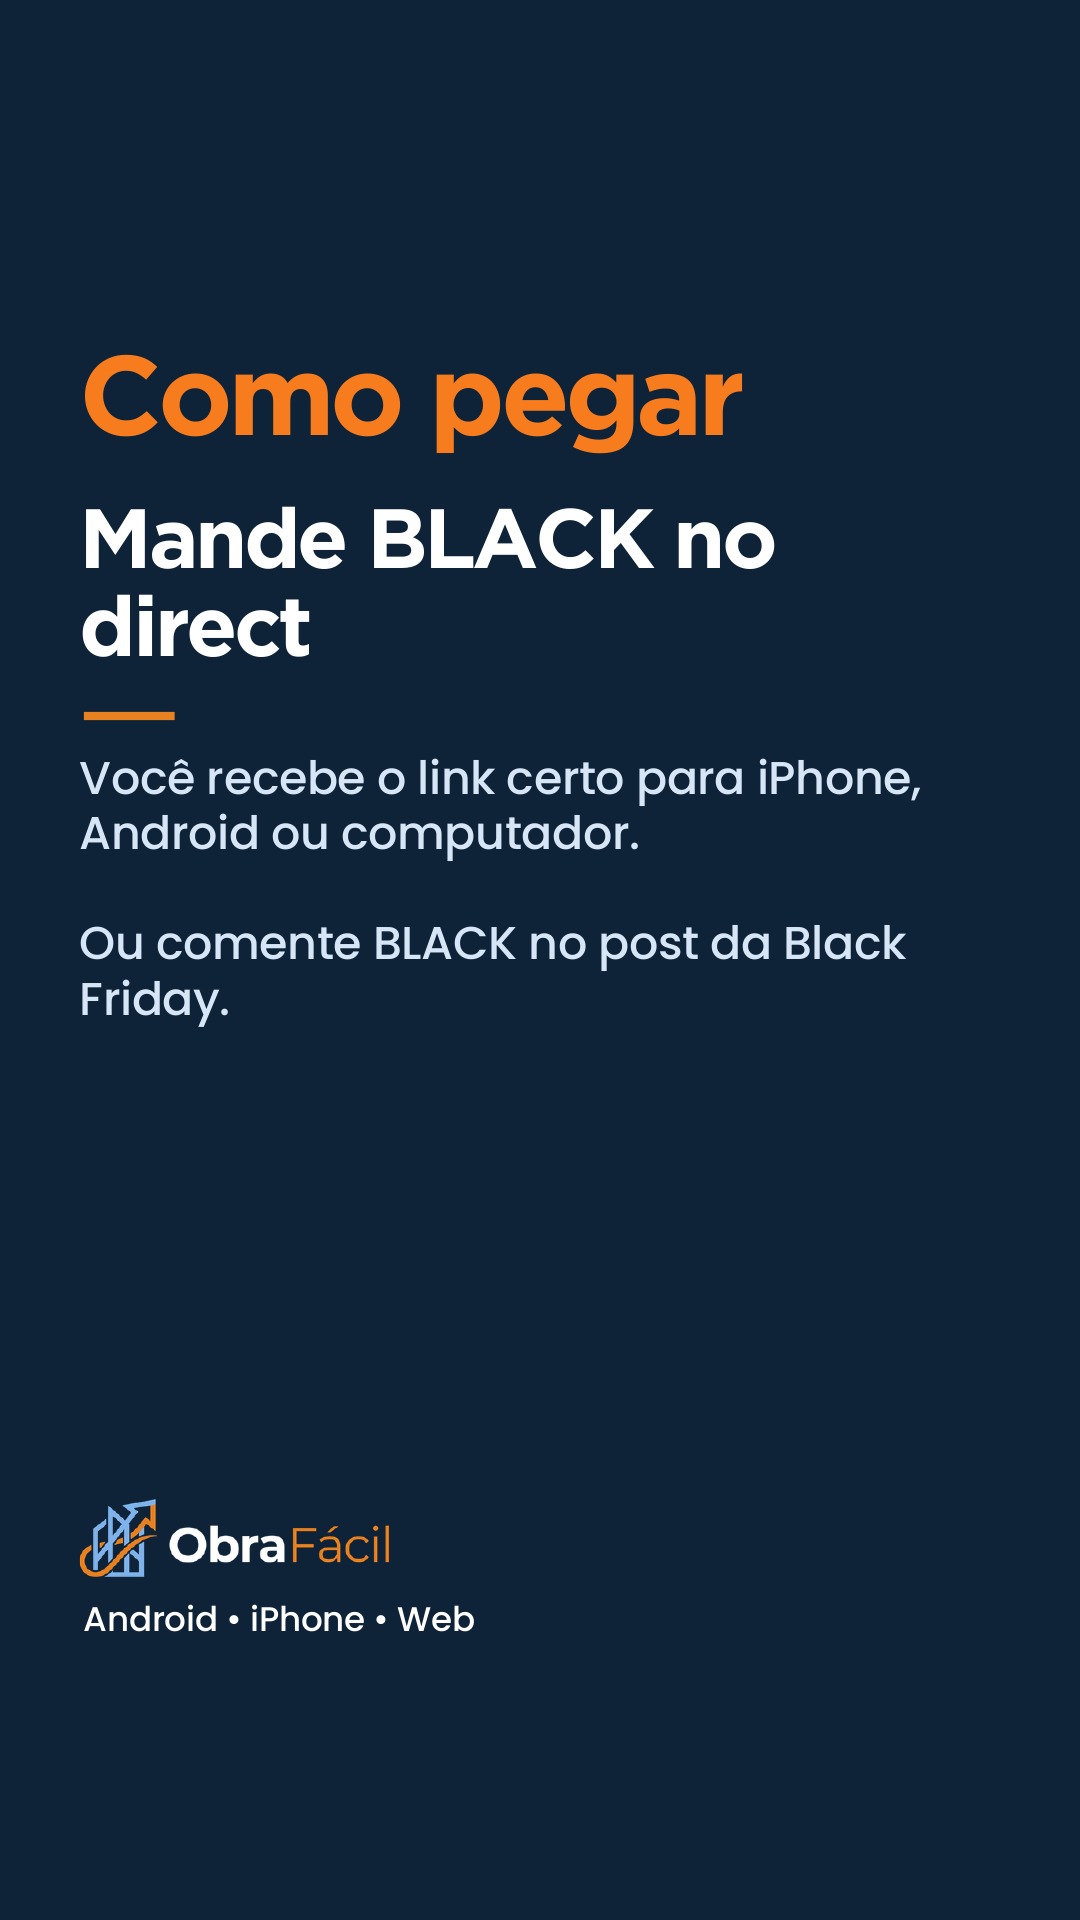 Como pegar
Mande BLACK no
direct
Você recebe o link certo para iPhone,
Android ou computador.
Ou comente BLACK no post da Black
Friday.
ObraFácil
Android • iPhone • Web